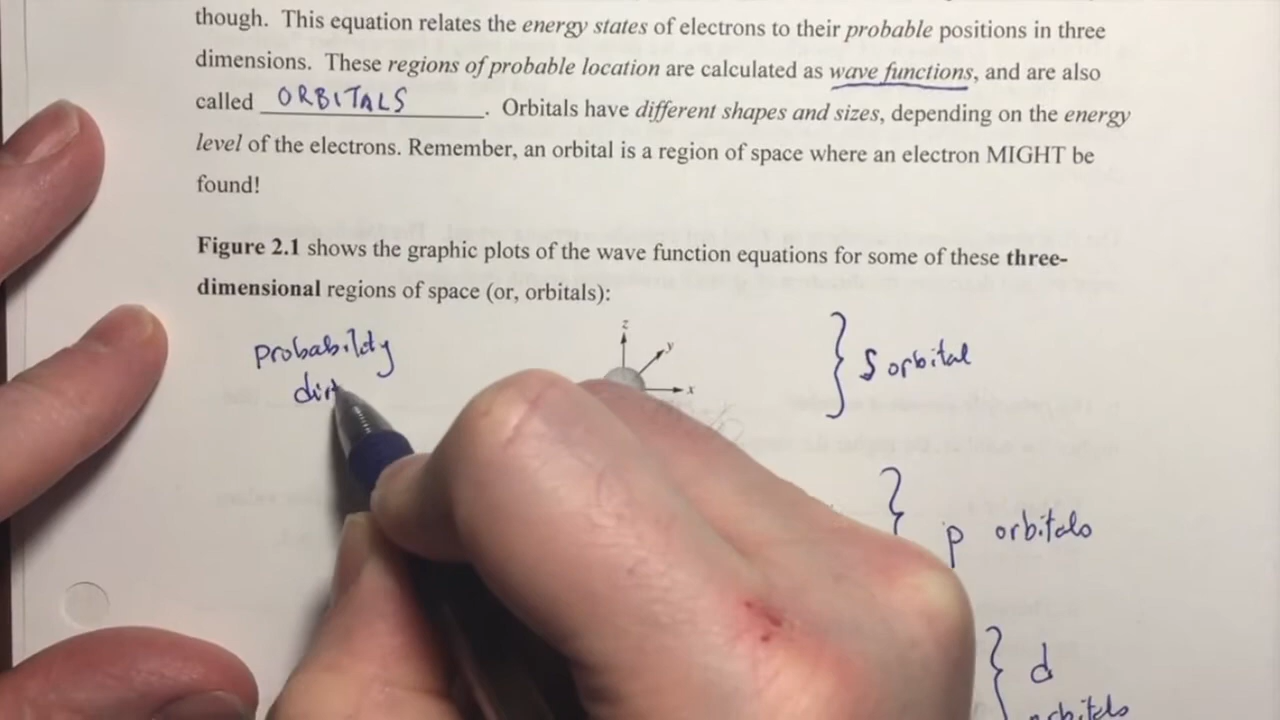 though. This equation relates the energy states of electrons to their probable positions in three
dimensions. These regions of probable location are calculated as wave functions, and are also
called ORBITALS. Orbitals have different shapes and sizes, depending on the energy
level of the electrons. Remember, an orbital is a region of space where an electron MIGHT be
found!
Figure 2.1 shows the graphic plots of the wave function equations for some of these three-
dimensional regions of space (or, orbitals):
probability
dist
z
y
x
s orbital
p orbitals
d
orbitals